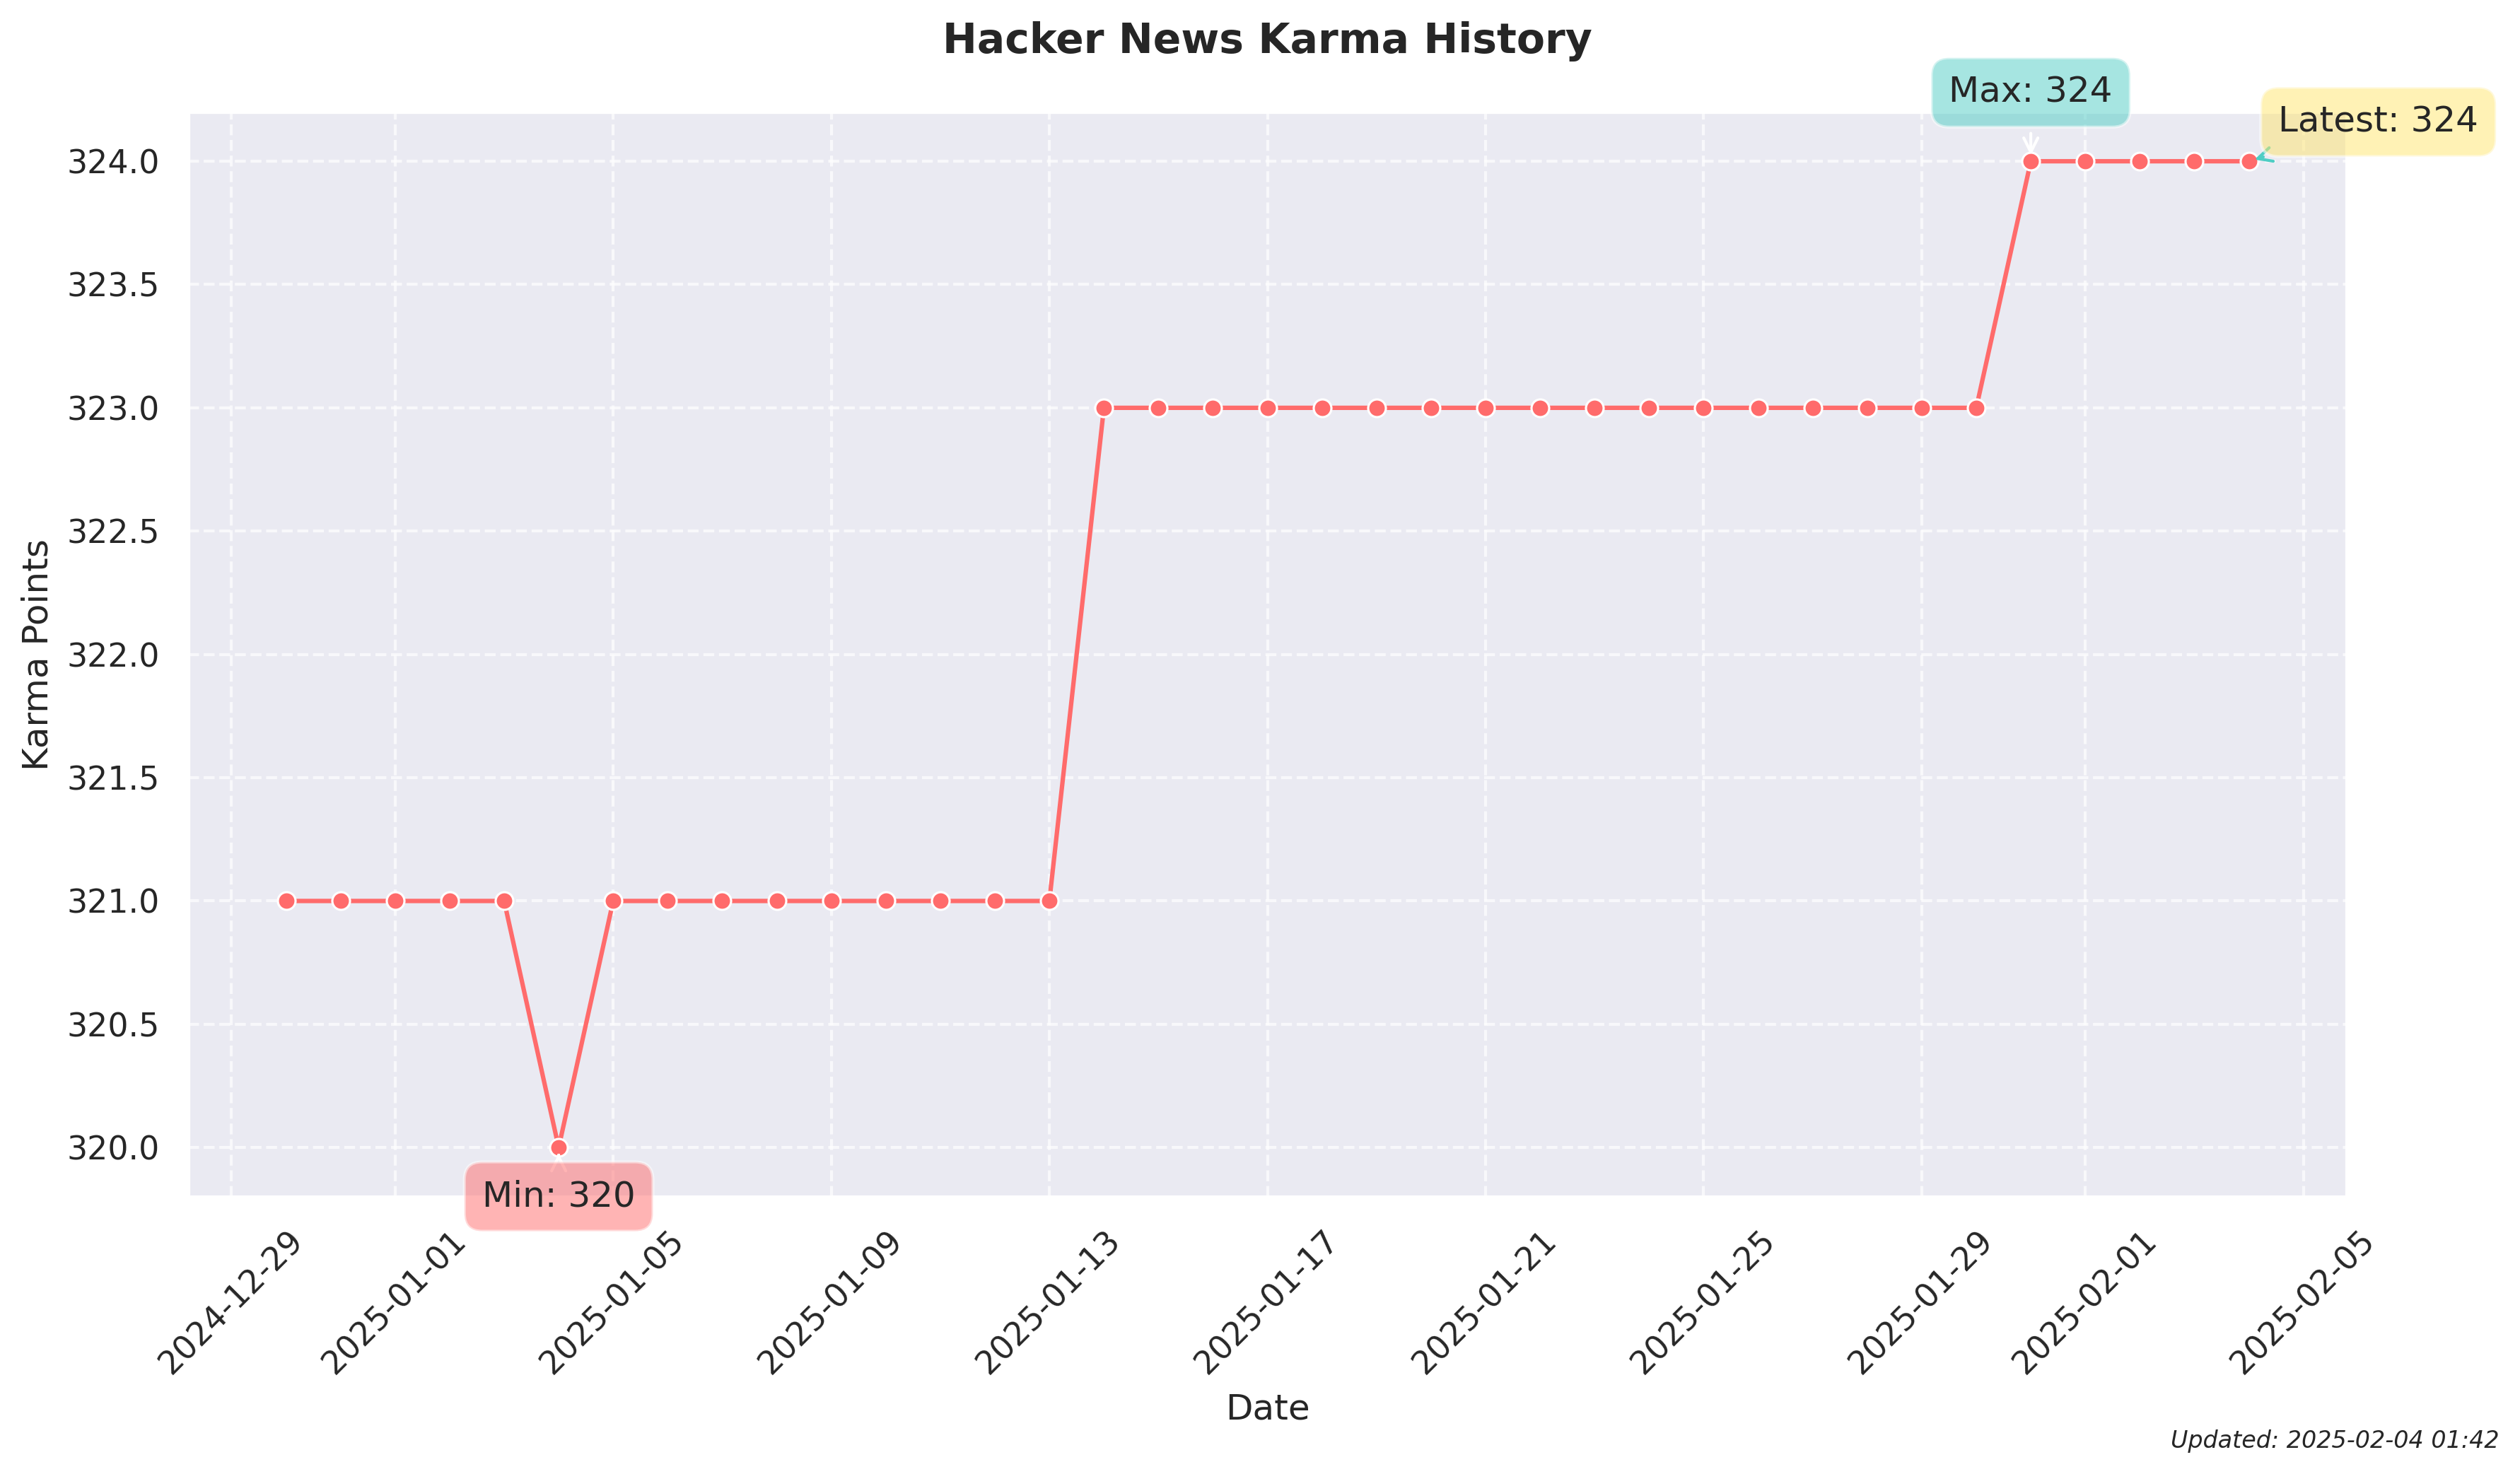 Hacker News Karma History
Max: 324
Latest: 324
324.0
323.5
323.0
322.5
322.0
321.5
321.0
320.5
320.0
Karma Points
Min: 320
2024-12-29
2025-01-01
2025-01-05
2025-01-09
2025-01-13
2025-01-17
2025-01-21
2025-01-25
2025-01-29
2025-02-01
2025-02-05
Date
Updated: 2025-02-04 01:42